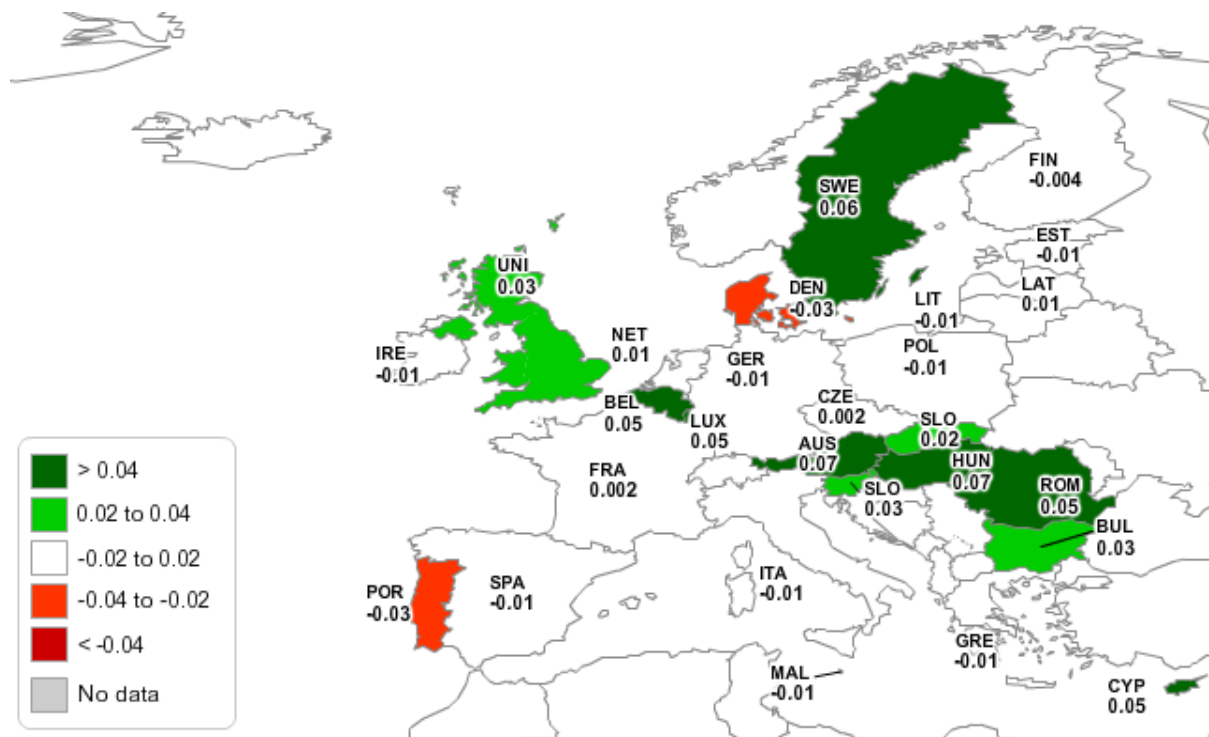 FIN
-0.004
SWE
0.06
EST
-0.01
UNI
0.03
LAT
0.01
DEN
-0.03
LIT
-0.01
NET
0.01
IRE
-0.01
GER
-0.01
POL
-0.01
BEL
0.05
CZE
0.002
LUX
0.05
SLO
0.02
AUS
0.07
HUN
0.07
FRA
0.002
SLO
0.03
ROM
0.05
BUL
0.03
POR
-0.03
SPA
-0.01
ITA
-0.01
GRE
-0.01
MAL
-0.01
CYP
0.05
> 0.04
0.02 to 0.04
-0.02 to 0.02
-0.04 to -0.02
< -0.04
No data